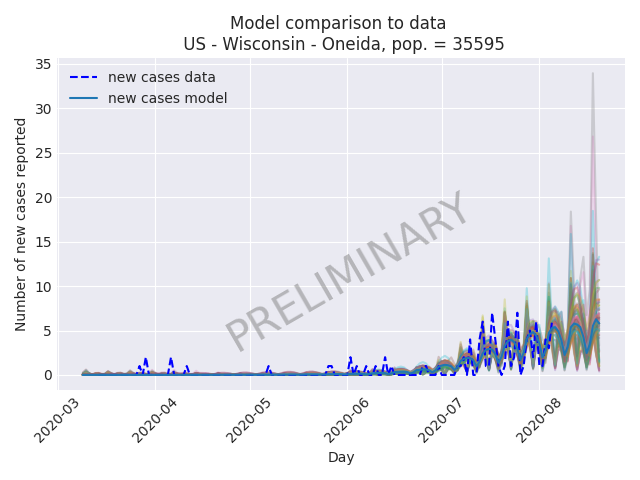 Model comparison to data
US - Wisconsin - Oneida, pop. = 35595
new cases data
new cases model
Number of new cases reported
35
30
25
20
15
10
5
0
PRELIMINARY
2020-03
2020-04
2020-05
2020-06
2020-07
2020-08
Day